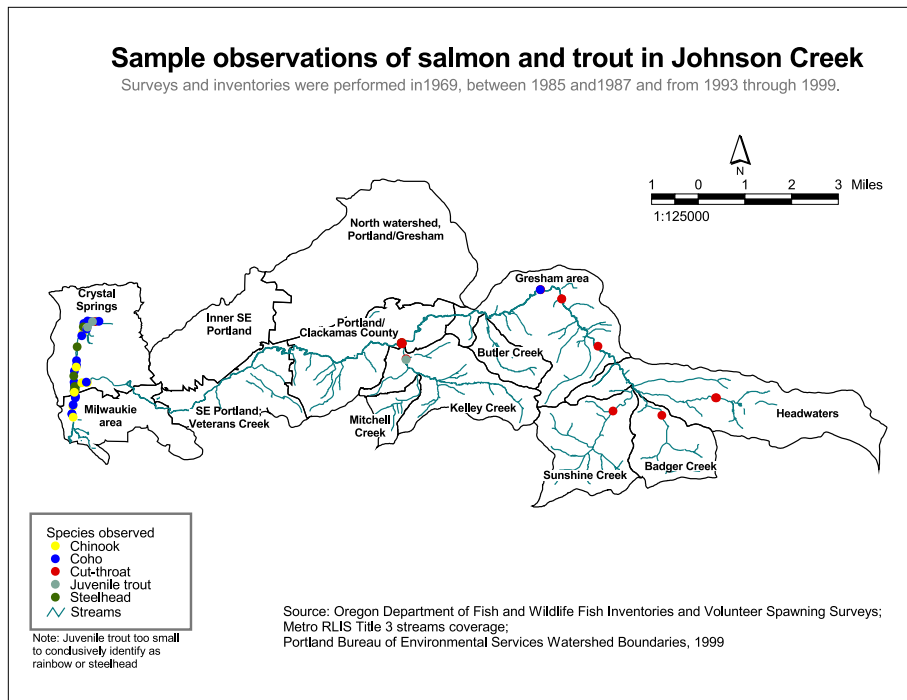 Sample observations of salmon and trout in Johnson Creek
Surveys and inventories were performed in1969, between 1985 and1987 and from 1993 through 1999.
N
1 0 1 2 3 Miles
1:125000
North watershed,
Portland/Gresham
Gresham area
Crystal
Springs
Inner SE
Portland
Portland/
Clackamas County
Butler Creek
Milwaukie
area
SE Portland;
Veterans Creek
Mitchell
Creek
Kelley Creek
Headwaters
Sunshine Creek
Badger Creek
Species observed
Chinook
Coho
Cut-throat
Juvenile trout
Steelhead
Streams
Note: Juvenile trout too small
to conclusively identify as
rainbow or steelhead
Source: Oregon Department of Fish and Wildlife Fish Inventories and Volunteer Spawning Surveys;
Metro RLIS Title 3 streams coverage;
Portland Bureau of Environmental Services Watershed Boundaries, 1999